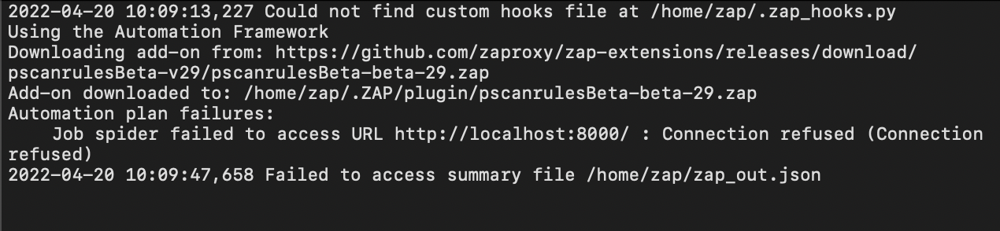 2022-04-20 10:09:13,227 Could not find custom hooks file at /home/zap/.zap_hooks.py
Using the Automation Framework
Downloading add-on from: https://github.com/zaproxy/zap-extensions/releases/download/
pscanrulesBeta-v29/pscanrulesBeta-beta-29.zap
Add-on downloaded to: /home/zap/.ZAP/plugin/pscanrulesBeta-beta-29.zap
Automation plan failures:
    Job spider failed to access URL http://localhost:8000/ : Connection refused (Connection
refused)
2022-04-20 10:09:47,658 Failed to access summary file /home/zap/zap_out.json